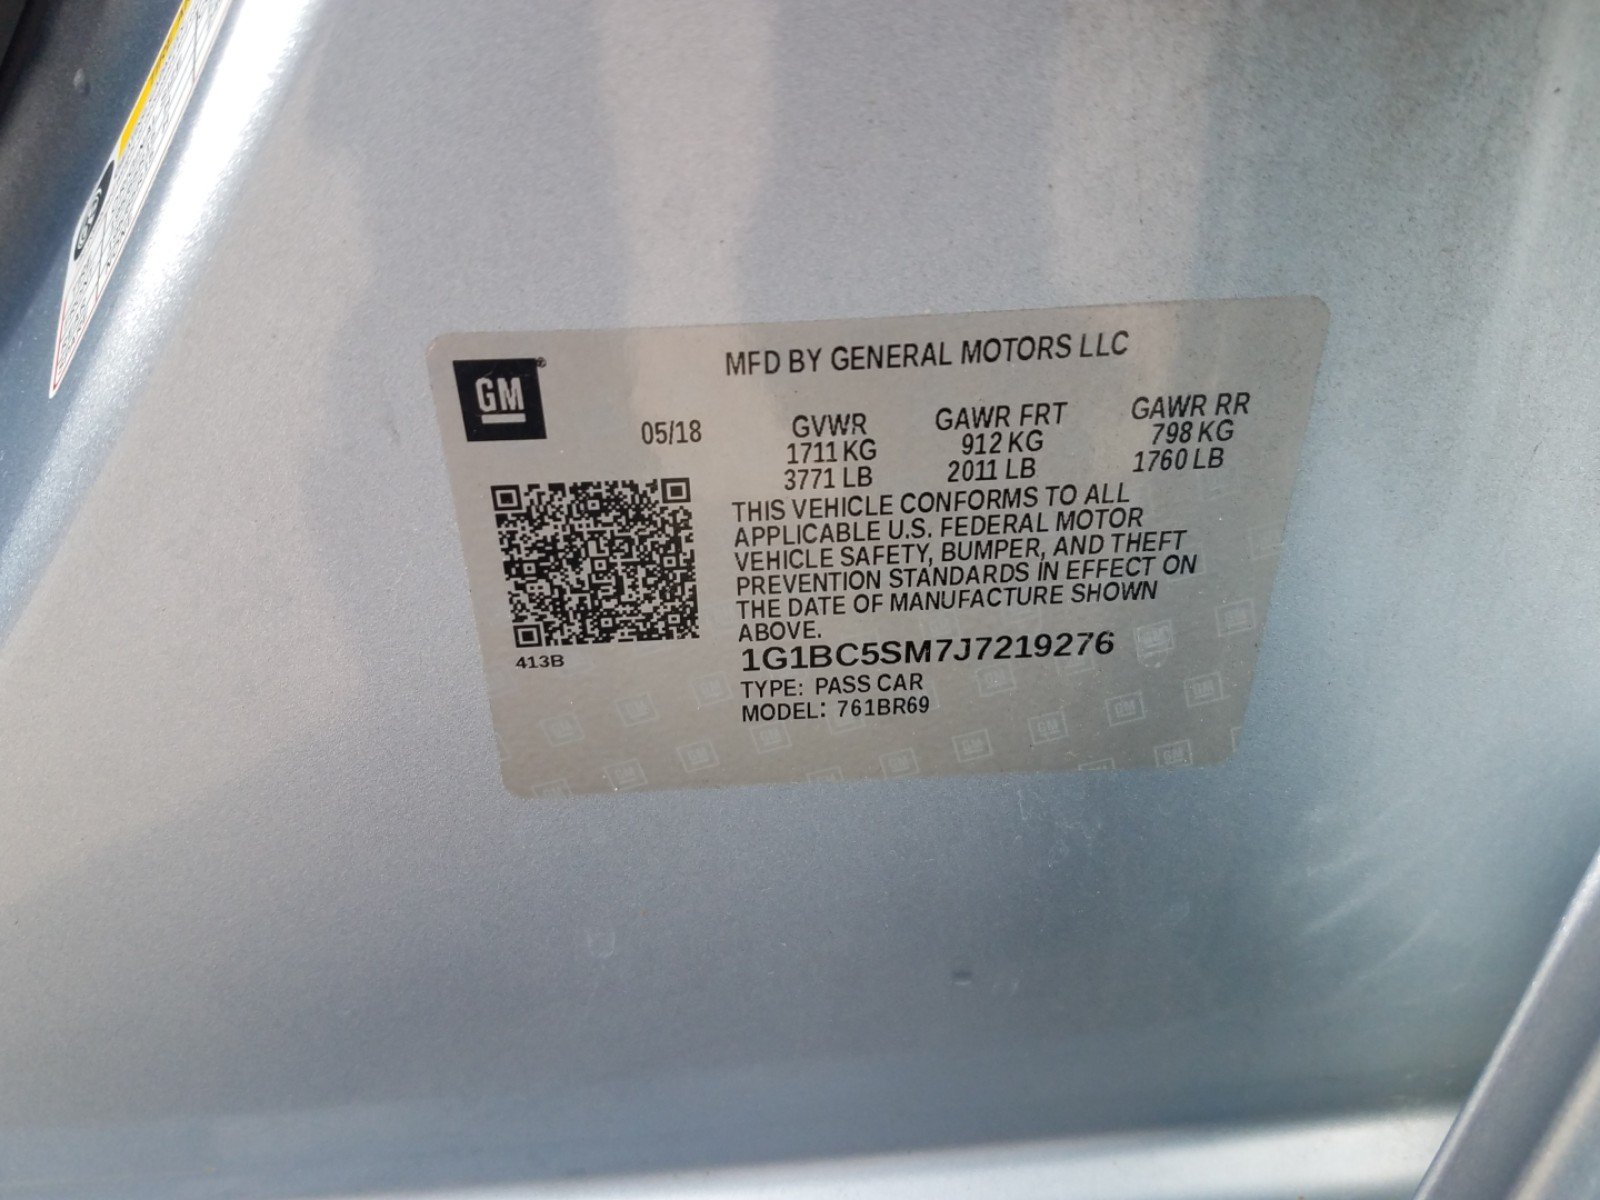 GM
MFD BY GENERAL MOTORS LLC
05/18
GVWR GAWR FRT GAWR RR
1711 KG 912 KG 798 KG
3771 LB 2011 LB 1760 LB
THIS VEHICLE CONFORMS TO ALL
APPLICABLE U.S. FEDERAL MOTOR
VEHICLE SAFETY, BUMPER, AND THEFT
PREVENTION STANDARDS IN EFFECT ON
THE DATE OF MANUFACTURE SHOWN
ABOVE.
413B
1G1BC5SM7J7219276
TYPE: PASS CAR
MODEL: 761BR69